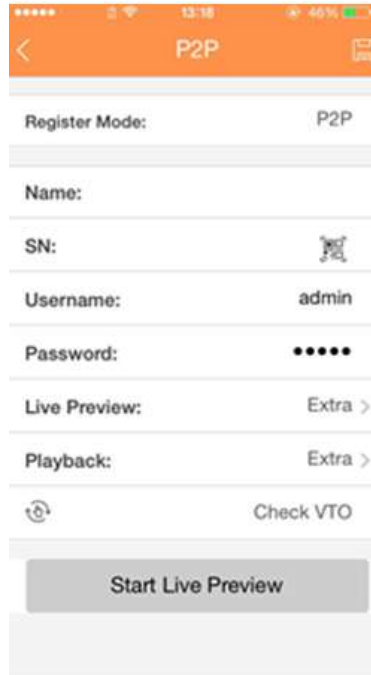 13:18
46%
P2P
Register Mode: P2P
Name:
SN:
Username: admin
Password: •••••
Live Preview: Extra >
Playback: Extra >
Check VTO
Start Live Preview